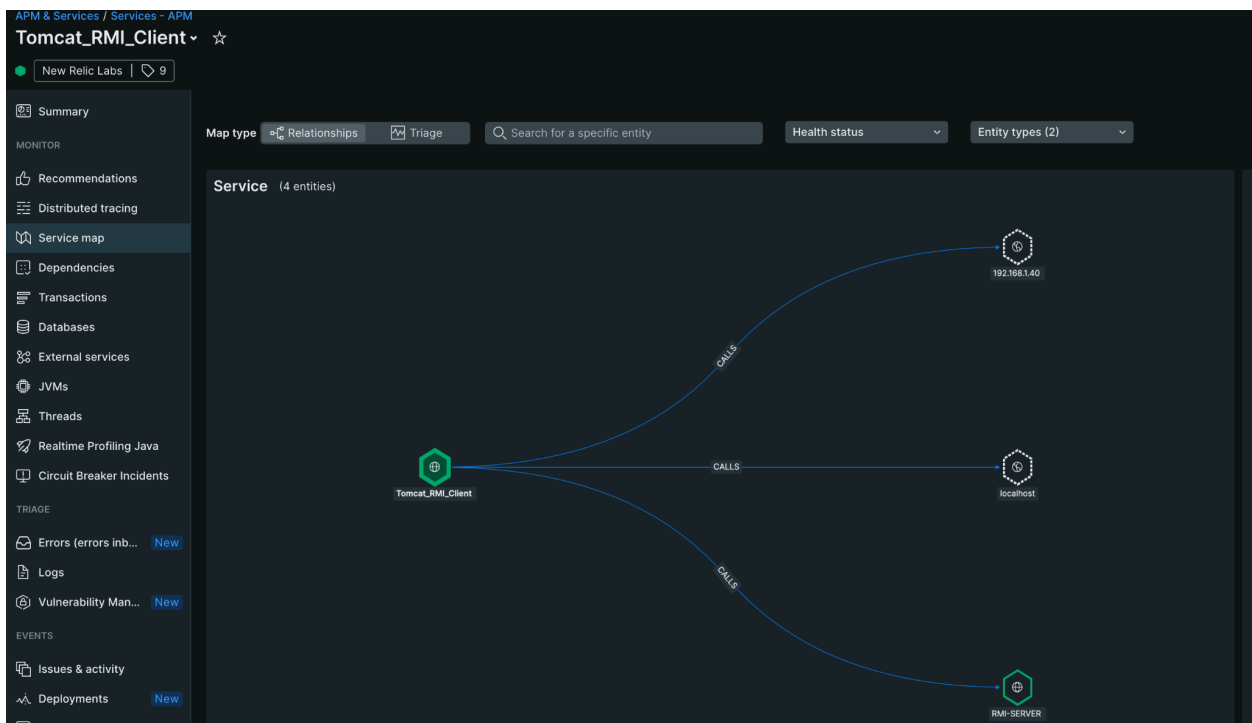 APM & Services / Services - APM
Tomcat_RMI_Client
New Relic Labs | 9
Summary
MONITOR
Recommendations
Distributed tracing
Service map
Dependencies
Transactions
Databases
External services
JVMs
Threads
Realtime Profiling Java
Circuit Breaker Incidents
TRIAGE
Errors (errors inb... New
Logs
Vulnerability Man... New
EVENTS
Issues & activity
Deployments New
Map type Relationships Triage Search for a specific entity Health status Entity types (2)
Service (4 entities)
192.168.1.40
CALLS
Tomcat_RMI_Client
CALLS
localhost
CALLS
RMI-SERVER